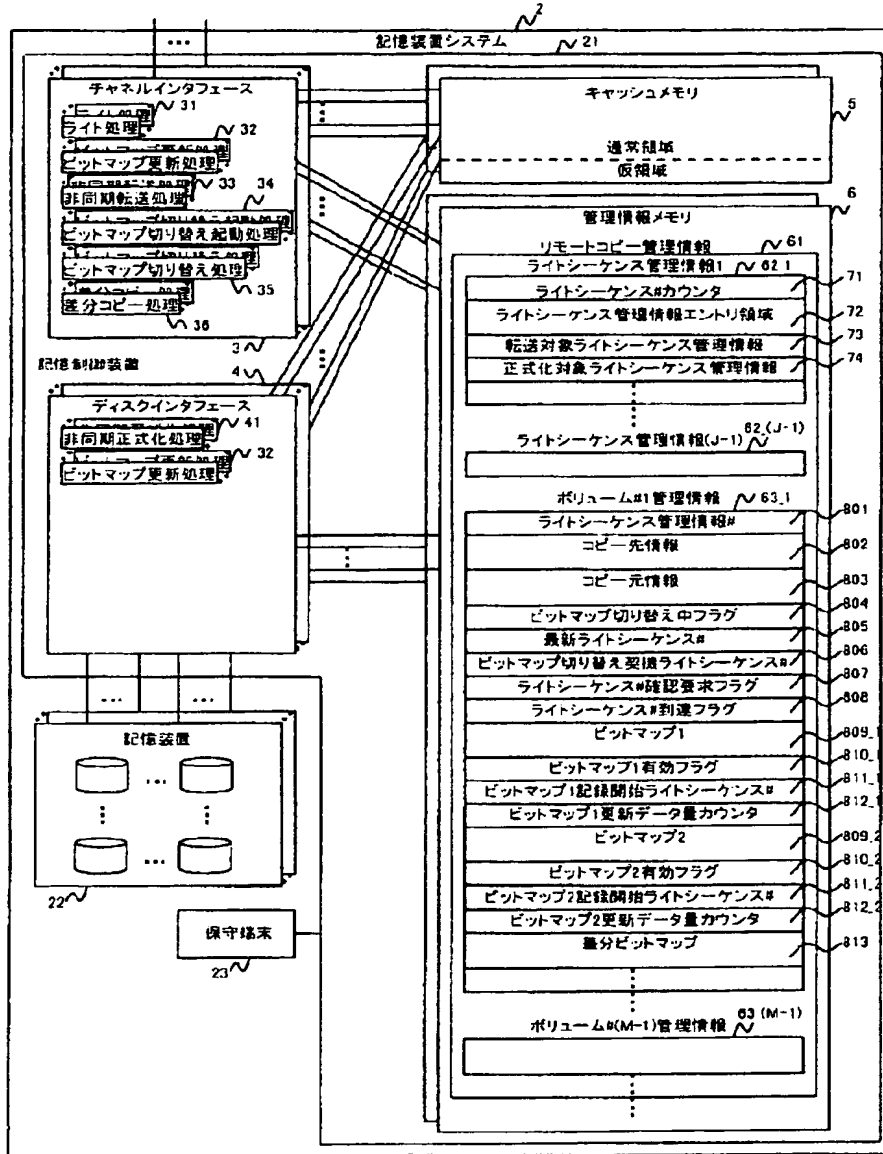 2
記憶装置システム
21
...
チャネルインタフェース
31
ライト処理
32
ビットマップ更新処理
33
非同期転送処理
34
ビットマップ切り替え起動処理
ビットマップ切り替え処理
35
差分コピー処理
36
3
記憶制御装置
4
ディスクインタフェース
41
非同期正式化処理
32
ビットマップ更新処理
記憶装置
22
保守端末
23
キャッシュメモリ
5
通常領域
仮領域
6
管理情報メモリ
リモートコピー管理情報
61
ライトシーケンス管理情報1
62_1
ライトシーケンス#カウンタ
71
ライトシーケンス管理情報エントリ領域
72
転送対象ライトシーケンス管理情報
73
正式化対象ライトシーケンス管理情報
74
62_(J-1)
ライトシーケンス管理情報(J-1)
ボリューム#1管理情報
63_1
ライトシーケンス管理情報#
801
コピー先情報
802
コピー元情報
803
ビットマップ切り替え中フラグ
804
最新ライトシーケンス#
805
ビットマップ切り替え契機ライトシーケンス#
806
ライトシーケンス#確認要求フラグ
807
ライトシーケンス#到達フラグ
808
ビットマップ1
809_1
ビットマップ1有効フラグ
810_1
ビットマップ1記録開始ライトシーケンス#
811_1
ビットマップ1更新データ量カウンタ
812_1
ビットマップ2
809_2
ビットマップ2有効フラグ
810_2
ビットマップ2記録開始ライトシーケンス#
811_2
ビットマップ2更新データ量カウンタ
812_2
差分ビットマップ
813
63_(M-1)
ボリューム#(M-1)管理情報